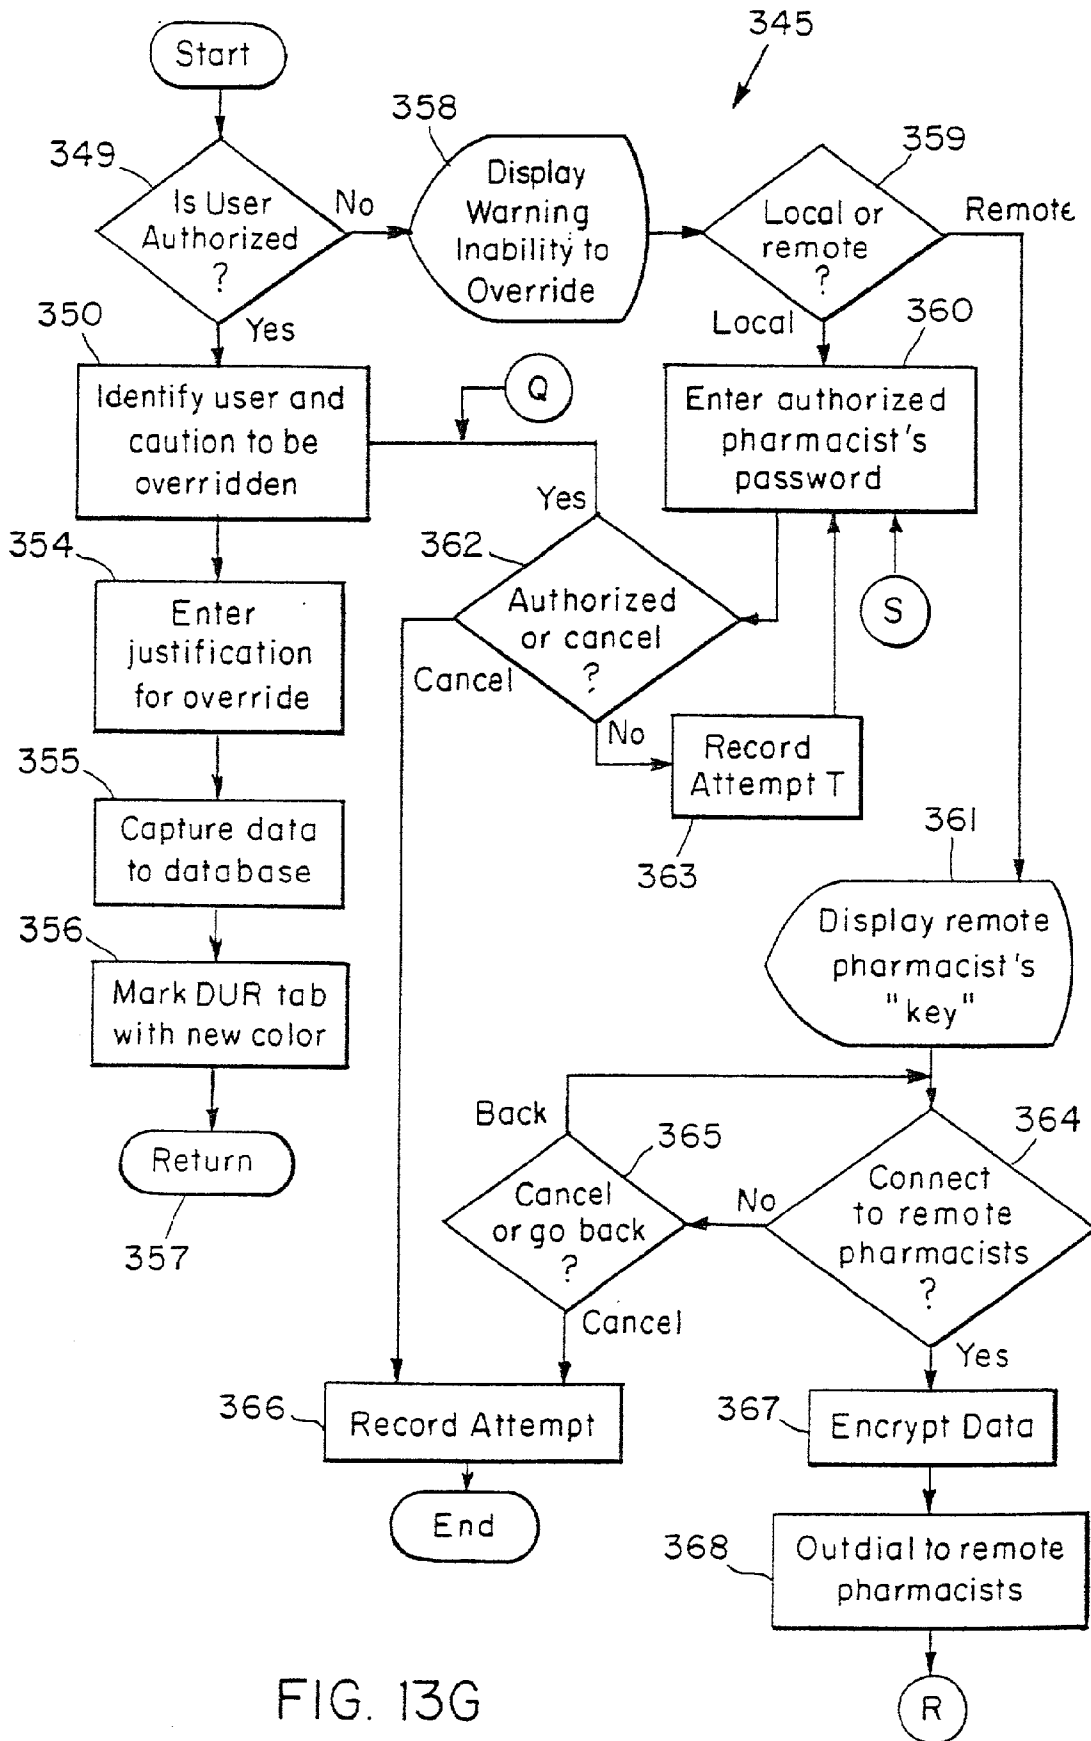 345
Start
358
349
359
Is User
Authorized
?
No
Display
Warning
Inability to
Override
Local or
remote
?
Remote
350
Yes
Local
360
Identify user and
caution to be
overridden
Q
Enter authorized
pharmacist's
password
Yes
354
362
Enter
justification
for override
Authorized
or cancel
?
S
Cancel
No
Record
Attempt T
355
363
361
Capture data
to database
Display remote
pharmacist's
"key"
356
Mark DUR tab
with new color
Back
365
364
Return
357
Cancel
or go back
?
No
Connect
to remote
pharmacists
?
Cancel
Yes
366
Record Attempt
367
Encrypt Data
End
368
Outdial to remote
pharmacists
R
FIG. 13G